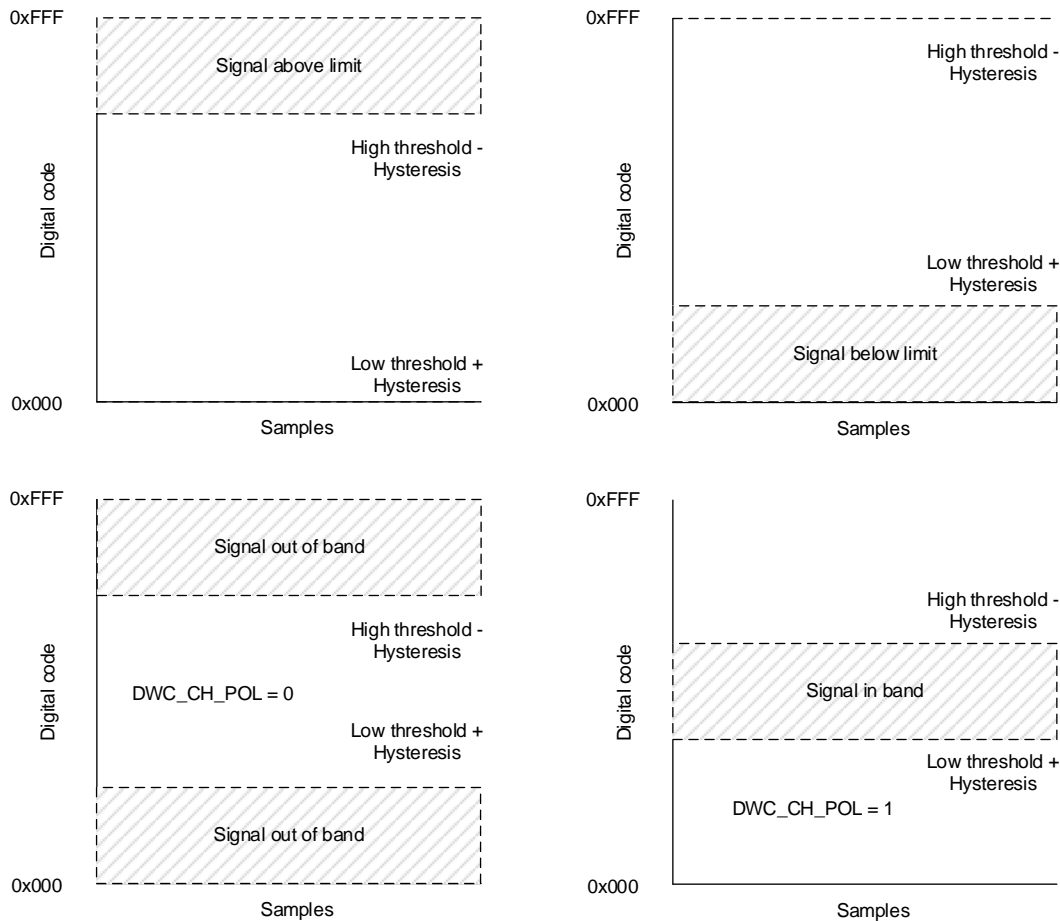 0xFFF
Signal above limit
High threshold -
Hysteresis
Digital code
Low threshold +
Hysteresis
0x000
Samples
High threshold -
Hysteresis
Digital code
Low threshold +
Hysteresis
Signal below limit
0x000
Samples
0xFFF
Signal out of band
High threshold -
Hysteresis
Digital code
DWC_CH_POL = 0
Low threshold +
Hysteresis
Signal out of band
0x000
Samples
0xFFF
High threshold -
Hysteresis
Digital code
Signal in band
Low threshold +
Hysteresis
DWC_CH_POL = 1
0x000
Samples